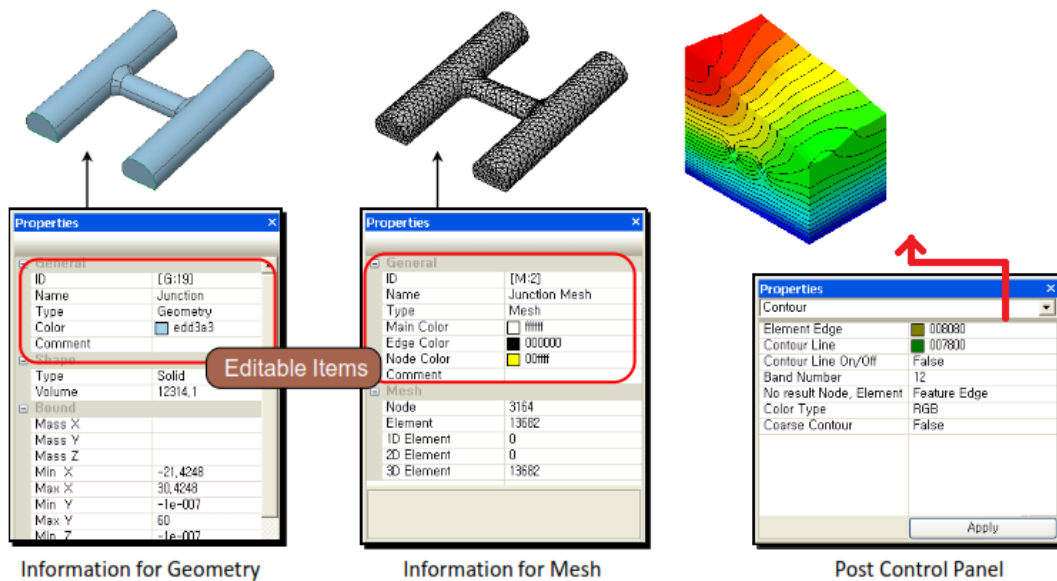 Properties
General
ID [G:19]
Name Junction
Type Geometry
Color edd3a3
Comment
Shape
Type Solid
Volume 12314,1
Bound
Mass X
Mass Y
Mass Z
Min X -21,4248
Max X 30,4248
Min Y -1e-007
Max Y 60
Min Z -1e-007
Information for Geometry
Editable Items
Properties
General
ID [M:2]
Name Junction Mesh
Type Mesh
Main Color ffffff
Edge Color 000000
Node Color 00ffff
Comment
Mesh
Node 3164
Element 13682
1D Element 0
2D Element 0
3D Element 13682
Information for Mesh
Properties
Contour
Element Edge 008080
Contour Line 007800
Contour Line On/Off False
Band Number 12
No result Node, Element Feature Edge
Color Type RGB
Coarse Contour False
Apply
Post Control Panel